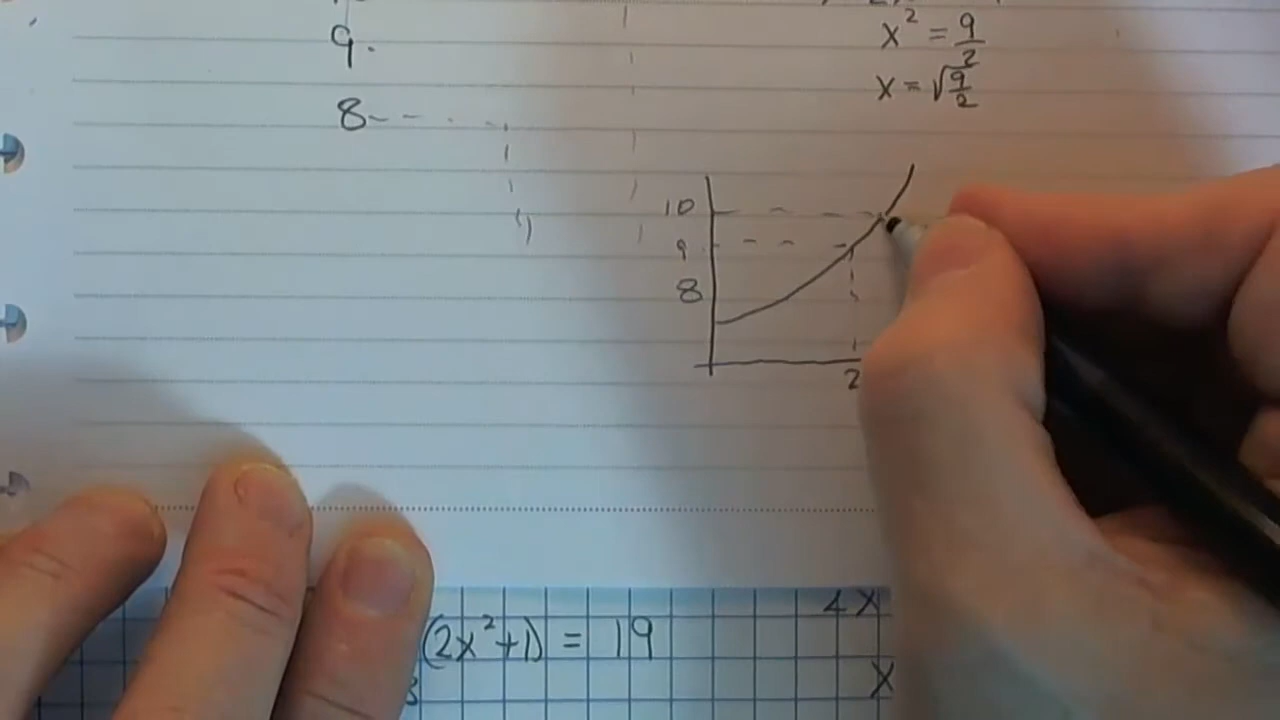 9.
8
x² = 9/2
x = √9/2
10
9
8
2
(2x²+1) = 19
4x
x